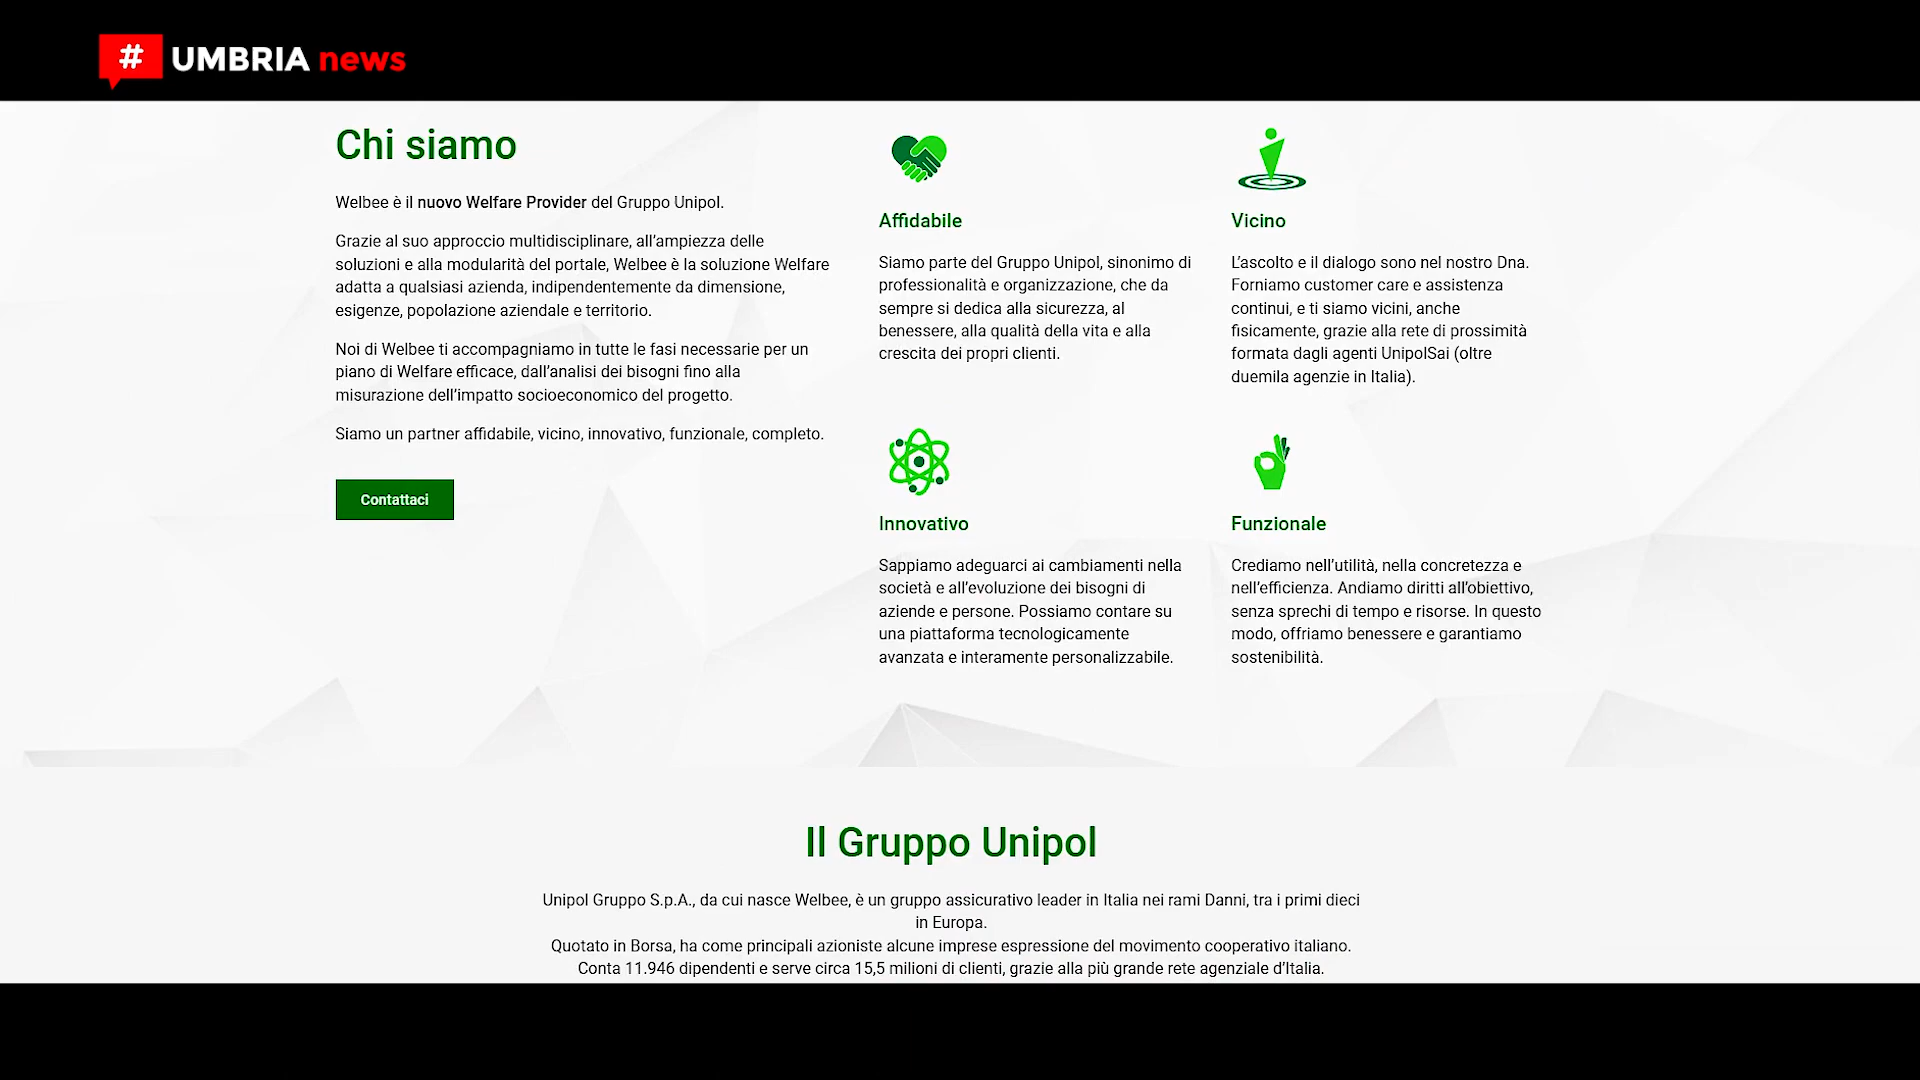 # UMBRIA news
Chi siamo
Welbee è il nuovo Welfare Provider del Gruppo Unipol.
Grazie al suo approccio multidisciplinare, all'ampiezza delle
soluzioni e alla modularità del portale, Welbee è la soluzione Welfare
adatta a qualsiasi azienda, indipendentemente da dimensione,
esigenze, popolazione aziendale e territorio.
Noi di Welbee ti accompagniamo in tutte le fasi necessarie per un
piano di Welfare efficace, dall'analisi dei bisogni fino alla
misurazione dell'impatto socioeconomico del progetto.
Siamo un partner affidabile, vicino, innovativo, funzionale, completo.
Contattaci
Affidabile
Siamo parte del Gruppo Unipol, sinonimo di
professionalità e organizzazione, che da
sempre si dedica alla sicurezza, al
benessere, alla qualità della vita e alla
crescita dei propri clienti.
Vicino
L'ascolto e il dialogo sono nel nostro Dna.
Forniamo customer care e assistenza
continui, e ti siamo vicini, anche
fisicamente, grazie alla rete di prossimità
formata dagli agenti UnipolSai (oltre
duemila agenzie in Italia).
Innovativo
Sappiamo adeguarci ai cambiamenti nella
società e all'evoluzione dei bisogni di
aziende e persone. Possiamo contare su
una piattaforma tecnologicamente
avanzata e interamente personalizzabile.
Funzionale
Crediamo nell'utilità, nella concretezza e
nell'efficienza. Andiamo diritti all'obiettivo,
senza sprechi di tempo e risorse. In questo
modo, offriamo benessere e garantiamo
sostenibilità.
Il Gruppo Unipol
Unipol Gruppo S.p.A., da cui nasce Welbee, è un gruppo assicurativo leader in Italia nei rami Danni, tra i primi dieci
in Europa.
Quotato in Borsa, ha come principali azioniste alcune imprese espressione del movimento cooperativo italiano.
Conta 11.946 dipendenti e serve circa 15,5 milioni di clienti, grazie alla più grande rete agenziale d'Italia.